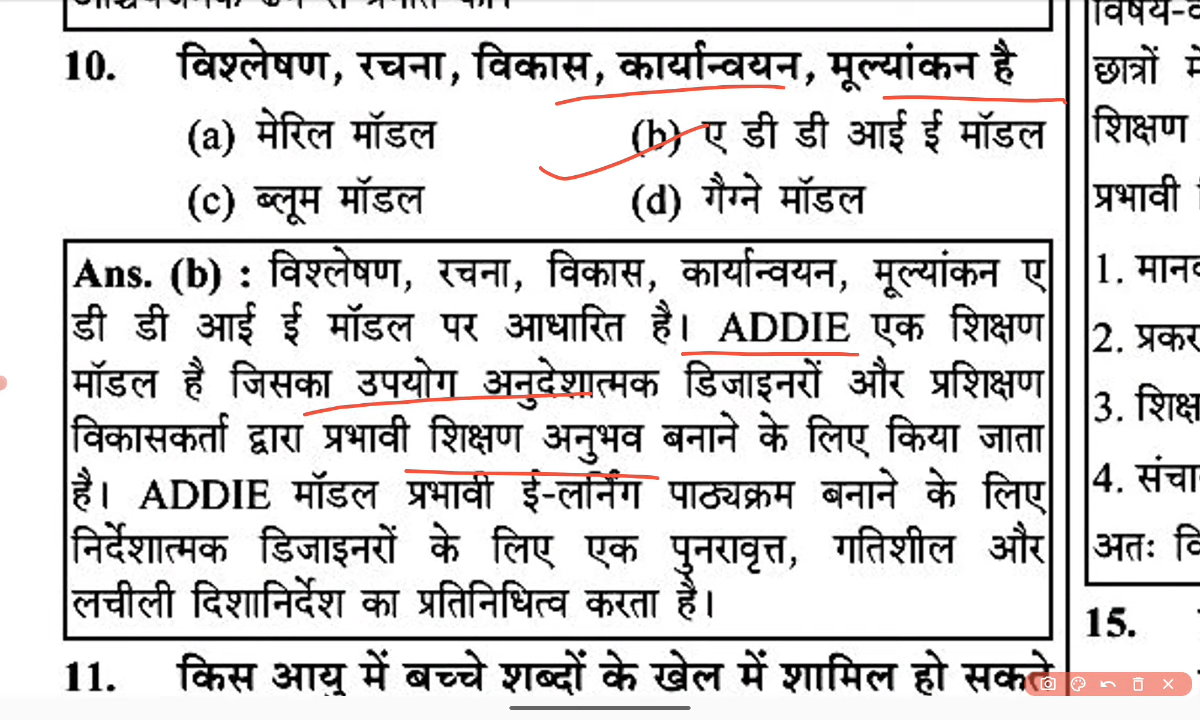 10. विश्लेषण, रचना, विकास, कार्यान्वयन, मूल्यांकन है
(a) मेरिल मॉडल (b) ए डी डी आई ई मॉडल
(c) ब्लूम मॉडल (d) गैग्ने मॉडल
Ans. (b) : विश्लेषण, रचना, विकास, कार्यान्वयन, मूल्यांकन ए
डी डी आई ई मॉडल पर आधारित है। ADDIE एक शिक्षण
मॉडल है जिसका उपयोग अनुदेशात्मक डिजाइनरों और प्रशिक्षण
विकासकर्ता द्वारा प्रभावी शिक्षण अनुभव बनाने के लिए किया जाता
है। ADDIE मॉडल प्रभावी ई-लर्निंग पाठ्यक्रम बनाने के लिए
निर्देशात्मक डिजाइनरों के लिए एक पुनरावृत्त, गतिशील और
लचीली दिशानिर्देश का प्रतिनिधित्व करता है।
11. किस आयु में बच्चे शब्दों के खेल में शामिल हो सकते
छात्रों
शिक्षण
प्रभावी
1.
2.
3.
4.
अतः
15.